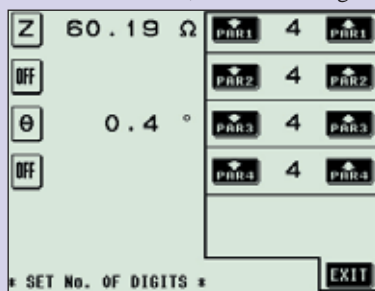 Z 60.19 Ω PAR1 4 PAR1
OFF PAR2 4 PAR2
θ 0.4 ° PAR3 4 PAR3
OFF PAR4 4 PAR4
* SET No. OF DIGITS * EXIT